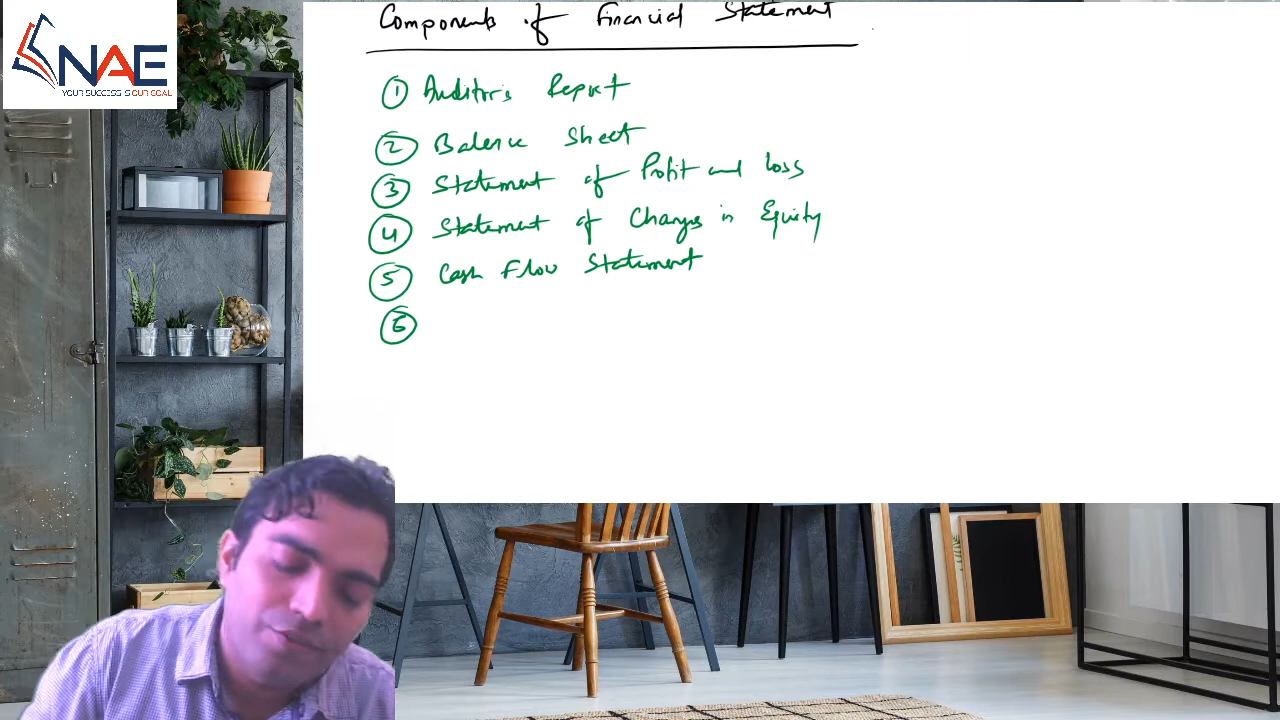 NAE
YOUR SUCCESS IS OUR GOAL
Components of Financial Statement
① Auditor's Report
② Balance Sheet
③ Statement of Profit and Loss
④ Statement of Changes in Equity
⑤ Cash Flow Statement
⑥